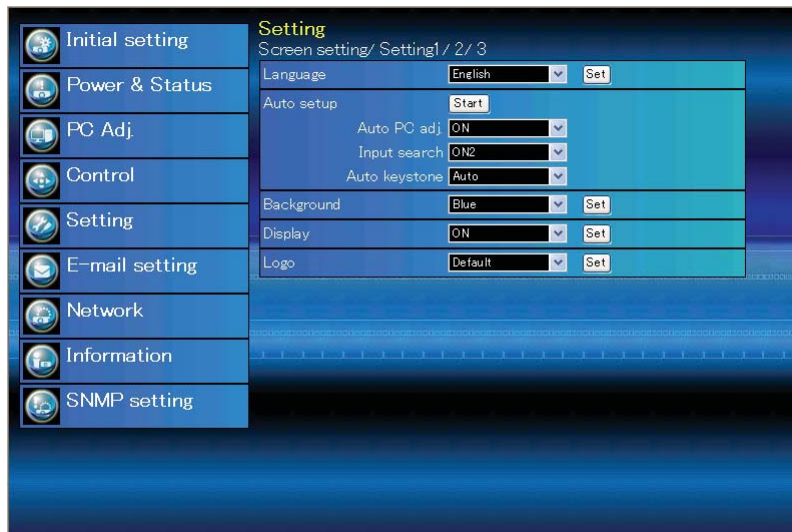 Initial setting
Power & Status
PC Adj.
Control
Setting
E-mail setting
Network
Information
SNMP setting
Setting
Screen setting/ Setting1/ 2/ 3
Language English Set
Auto setup Start
Auto PC adj. ON
Input search ON2
Auto keystone Auto
Background Blue Set
Display ON Set
Logo Default Set